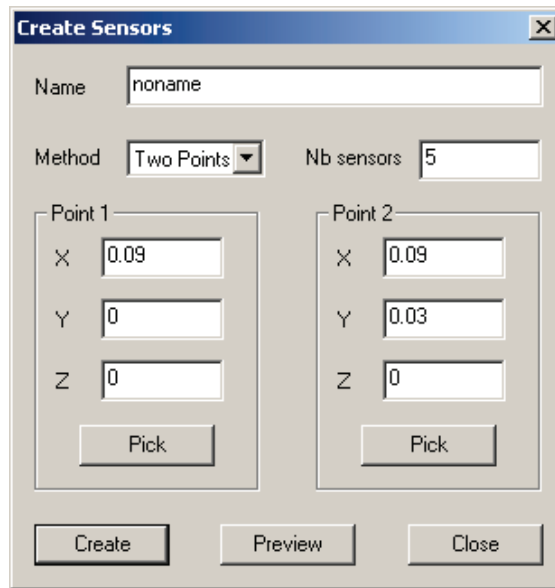 Create Sensors
Name noname
Method Two Points Nb sensors 5
Point 1 Point 2
X 0.09 X 0.09
Y 0 Y 0.03
Z 0 Z 0
Pick Pick
Create Preview Close